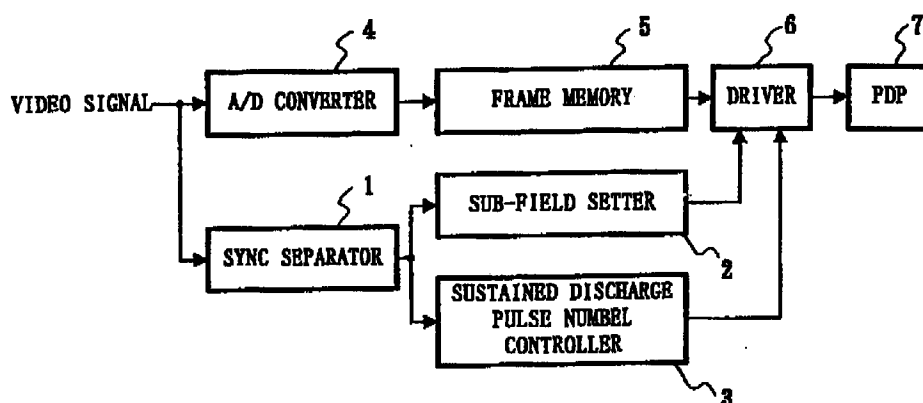 4
5
6
7
VIDEO SIGNAL
A/D CONVERTER
FRAME MEMORY
DRIVER
PDP
1
SYNC SEPARATOR
SUB-FIELD SETTER
2
SUSTAINED DISCHARGE
PULSE NUMBEL
CONTROLLER
3